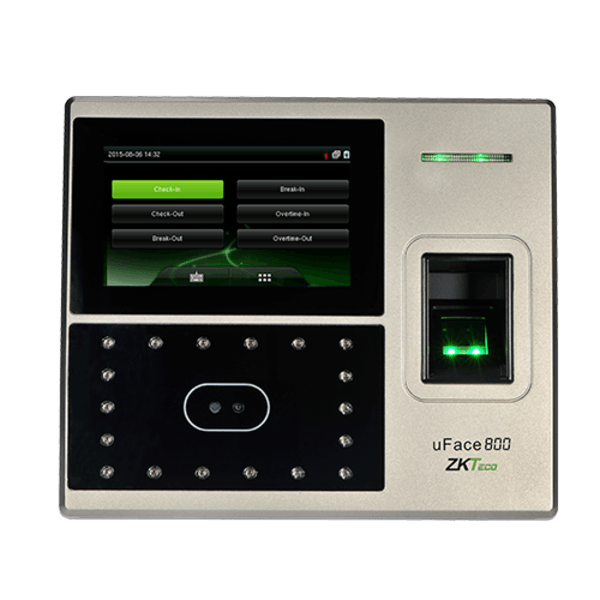 2015-08-06 14:32
Check-In
Break-In
Check-Out
Overtime-In
Break-Out
Overtime-Out
uFace 800
ZKTECO